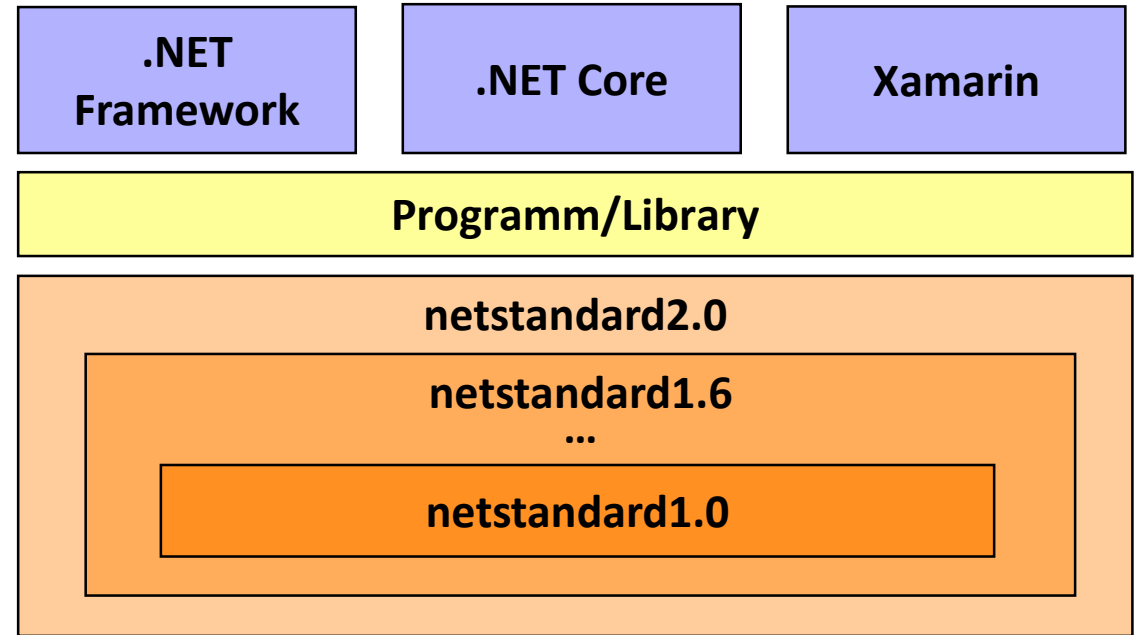 .NET
Framework
.NET Core
Xamarin
Programm/Library
netstandard2.0
netstandard1.6
...
netstandard1.0